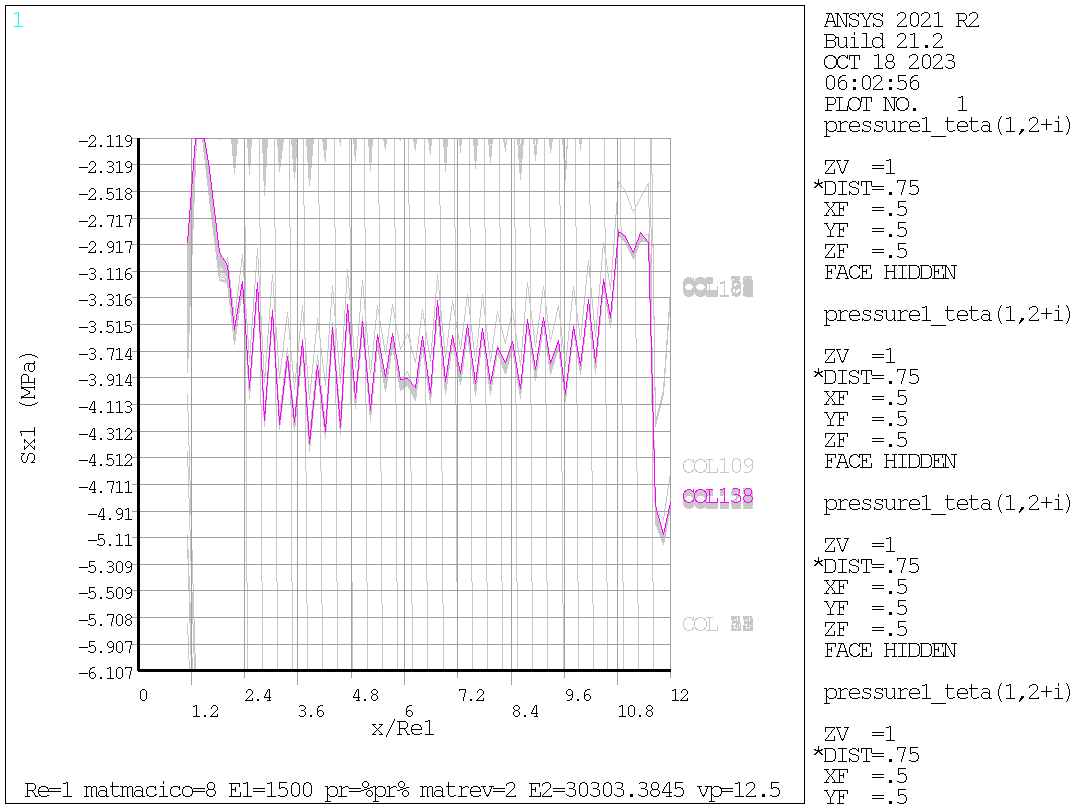 1
ANSYS 2021 R2
Build 21.2
OCT 18 2023
06:02:56
PLOT NO.   1
pressure1_teta(1,2+i)
ZV  =1
*DIST=.75
XF  =.5
YF  =.5
ZF  =.5
FACE HIDDEN
pressure1_teta(1,2+i)
ZV  =1
*DIST=.75
XF  =.5
YF  =.5
ZF  =.5
FACE HIDDEN
pressure1_teta(1,2+i)
ZV  =1
*DIST=.75
XF  =.5
YF  =.5
ZF  =.5
FACE HIDDEN
pressure1_teta(1,2+i)
ZV  =1
*DIST=.75
XF  =.5
YF  =.5
-2.119
-2.319
-2.518
-2.717
-2.917
-3.116
-3.316
-3.515
-3.714
-3.914
-4.113
-4.312
-4.512
-4.711
-4.91
-5.11
-5.309
-5.509
-5.708
-5.907
-6.107
Sx1 (MPa)
COL
COL109
COL138
COL
0 2.4 4.8 7.2 9.6 12
1.2 3.6 6 8.4 10.8
x/Re1
Re=1 matmacico=8 E1=1500 pr=%pr% matrev=2 E2=30303.3845 vp=12.5